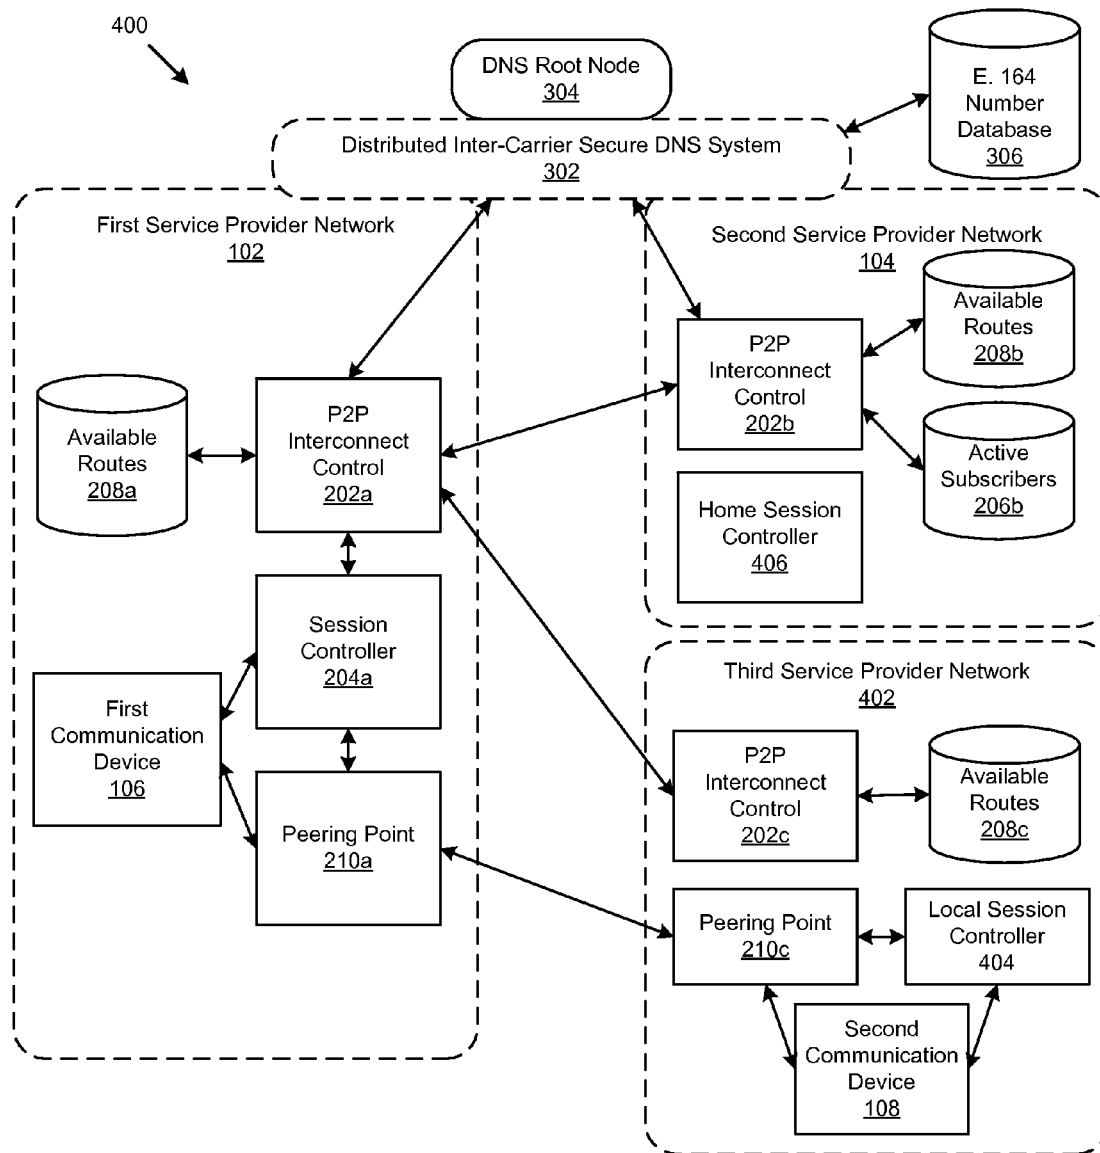 400
DNS Root Node
304
E. 164
Number
Database
306
Distributed Inter-Carrier Secure DNS System
302
First Service Provider Network
102
Second Service Provider Network
104
Available
Routes
208b
P2P
Interconnect
Control
202b
Active
Subscribers
206b
Home Session
Controller
406
Available
Routes
208a
P2P
Interconnect
Control
202a
Session
Controller
204a
First
Communication
Device
106
Peering Point
210a
Third Service Provider Network
402
P2P
Interconnect
Control
202c
Available
Routes
208c
Peering Point
210c
Local Session
Controller
404
Second
Communication
Device
108